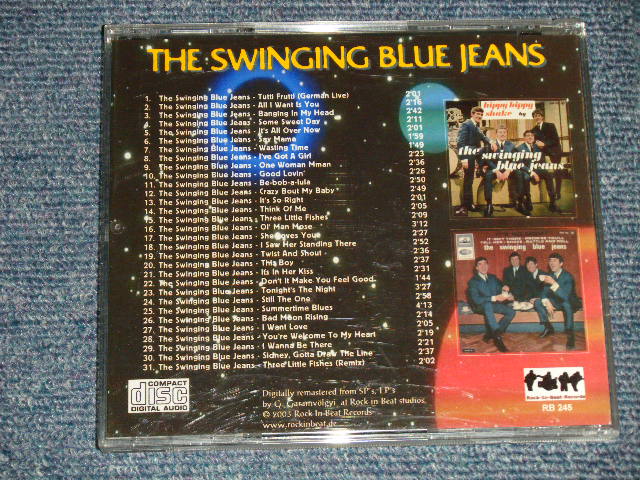 THE SWINGING BLUE JEANS
1. The Swinging Blue Jeans - Tutti Frutti (German Live) 2'01
2. The Swinging Blue Jeans - All I Want Is You 2'16
3. The Swinging Blue Jeans - Banging In My Head 2'42
4. The Swinging Blue Jeans - Some Sweet Day 2'11
5. The Swinging Blue Jeans - It's All Over Now 2'01
6. The Swinging Blue Jeans - Say Mama 1'59
7. The Swinging Blue Jeans - Wasting Time 1'49
8. The Swinging Blue Jeans - I've Got A Girl 2'23
9. The Swinging Blue Jeans - One Woman Mman 2'36
10. The Swinging Blue Jeans - Good Lovin' 2'26
11. The Swinging Blue Jeans - Be-bob-a-lula 2'50
12. The Swinging Blue Jeans - Crazy Bout My Baby 2'49
13. The Swinging Blue Jeans - It's So Right 2'01
14. The Swinging Blue Jeans - Think Of Me 2'05
15. The Swinging Blue Jeans - Three Little Fishes 2'09
16. The Swinging Blue Jeans - Ol' Man Mose 3'12
17. The Swinging Blue Jeans - She Loves You 2'27
18. The Swinging Blue Jeans - I Saw Her Standing There 2'52
19. The Swinging Blue Jeans - Twist And Shout 2'36
20. The Swinging Blue Jeans - This Boy 2'37
21. The Swinging Blue Jeans - Its In Her Kiss 2'31
22. The Swinging Blue Jeans - Don't It Make You Feel Good 1'44
23. The Swinging Blue Jeans - Tonight's The Night 3'27
24. The Swinging Blue Jeans - Still The One 2'58
25. The Swinging Blue Jeans - Summertime Blues 4'13
26. The Swinging Blue Jeans - Bad Moon Rising 2'14
27. The Swinging Blue Jeans - I Want Love 2'05
28. The Swinging Blue Jeans - You're Welcome To My Heart 2'19
29. The Swinging Blue Jeans - I Wanna Be There 2'21
30. The Swinging Blue Jeans - Sidney, Gotta Draw The Line 2'37
31. The Swinging Blue Jeans - Three Little Fishes (Remix) 2'02
hippy hippy
shake by
the swinging
blue jeans
the swinging blue jeans
COMPACT
disc
DIGITAL AUDIO
Digitally remastered from SP's, LP's
by G. Garamvölgyi at Rock in Beat studios.
© 2003 Rock-In-Beat Records
www.rockinbeat.de
Rock-In-Beat Records
RB 245